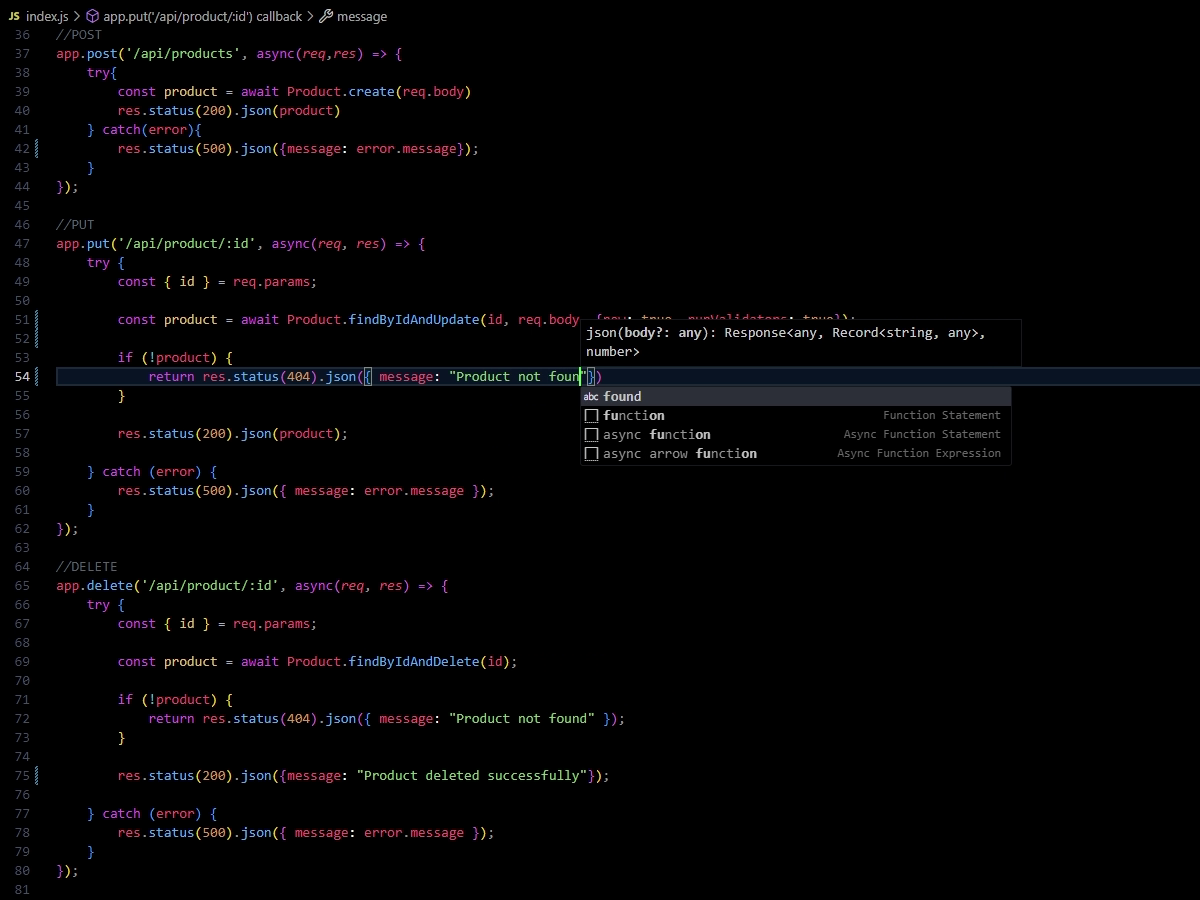 JS index.js > app.put('/api/product/:id') callback > message
36 //POST
37 app.post('/api/products', async(req,res) => {
38 try{
39 const product = await Product.create(req.body)
40 res.status(200).json(product)
41 } catch(error){
42 res.status(500).json({message: error.message});
43 }
44 });
45
46 //PUT
47 app.put('/api/product/:id', async(req, res) => {
48 try {
49 const { id } = req.params;
50
51 const product = await Product.findByIdAndUpdate(id, req.body, {new: true, runValidators: true});
json(body?: any): Response<any, Record<string, any>,
52
number>
53 if (!product) {
54 return res.status(404).json({ message: "Product not foun"})
55 }
abc found
56
function Function Statement
57 res.status(200).json(product);
async function Async Function Statement
58
async arrow function Async Function Expression
59 } catch (error) {
60 res.status(500).json({ message: error.message });
61 }
62 });
63
64 //DELETE
65 app.delete('/api/product/:id', async(req, res) => {
66 try {
67 const { id } = req.params;
68
69 const product = await Product.findByIdAndDelete(id);
70
71 if (!product) {
72 return res.status(404).json({ message: "Product not found" });
73 }
74
75 res.status(200).json({message: "Product deleted successfully"});
76
77 } catch (error) {
78 res.status(500).json({ message: error.message });
79 }
80 });
81